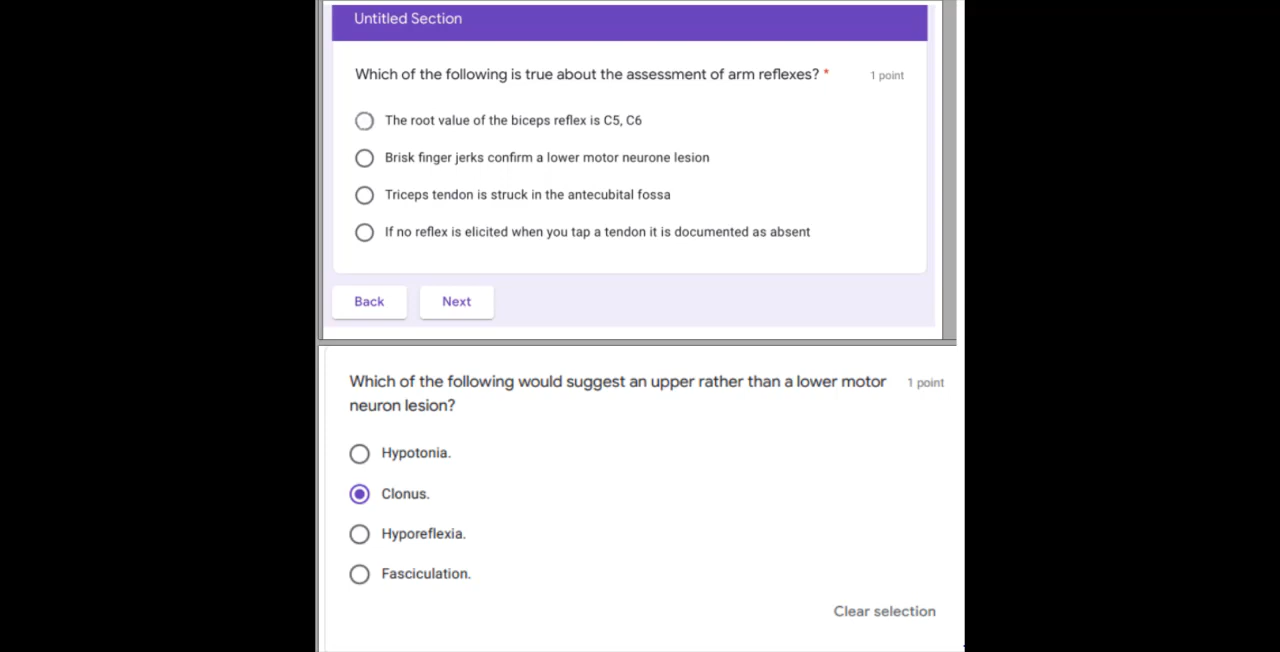 Untitled Section
Which of the following is true about the assessment of arm reflexes? * 1 point
The root value of the biceps reflex is C5, C6
Brisk finger jerks confirm a lower motor neurone lesion
Triceps tendon is struck in the antecubital fossa
If no reflex is elicited when you tap a tendon it is documented as absent
Back Next
Which of the following would suggest an upper rather than a lower motor 1 point
neuron lesion?
Hypotonia.
Clonus.
Hyporeflexia.
Fasciculation.
Clear selection